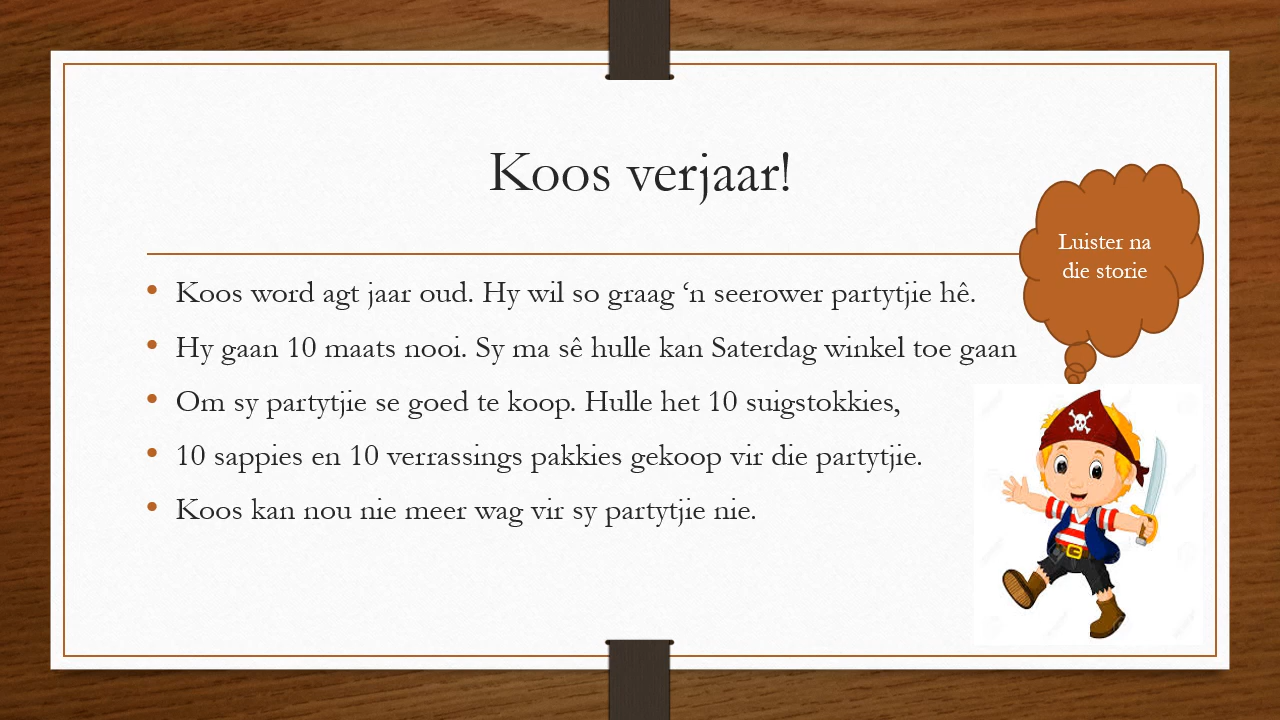 Koos verjaar!
Luister na
die storie
Koos word agt jaar oud. Hy wil so graag ‘n seerower partytjie hê.
Hy gaan 10 maats nooi. Sy ma sê hulle kan Saterdag winkel toe gaan
Om sy partytjie se goed te koop. Hulle het 10 suigstokkies,
10 sappies en 10 verrassings pakkies gekoop vir die partytjie.
Koos kan nou nie meer wag vir sy partytjie nie.